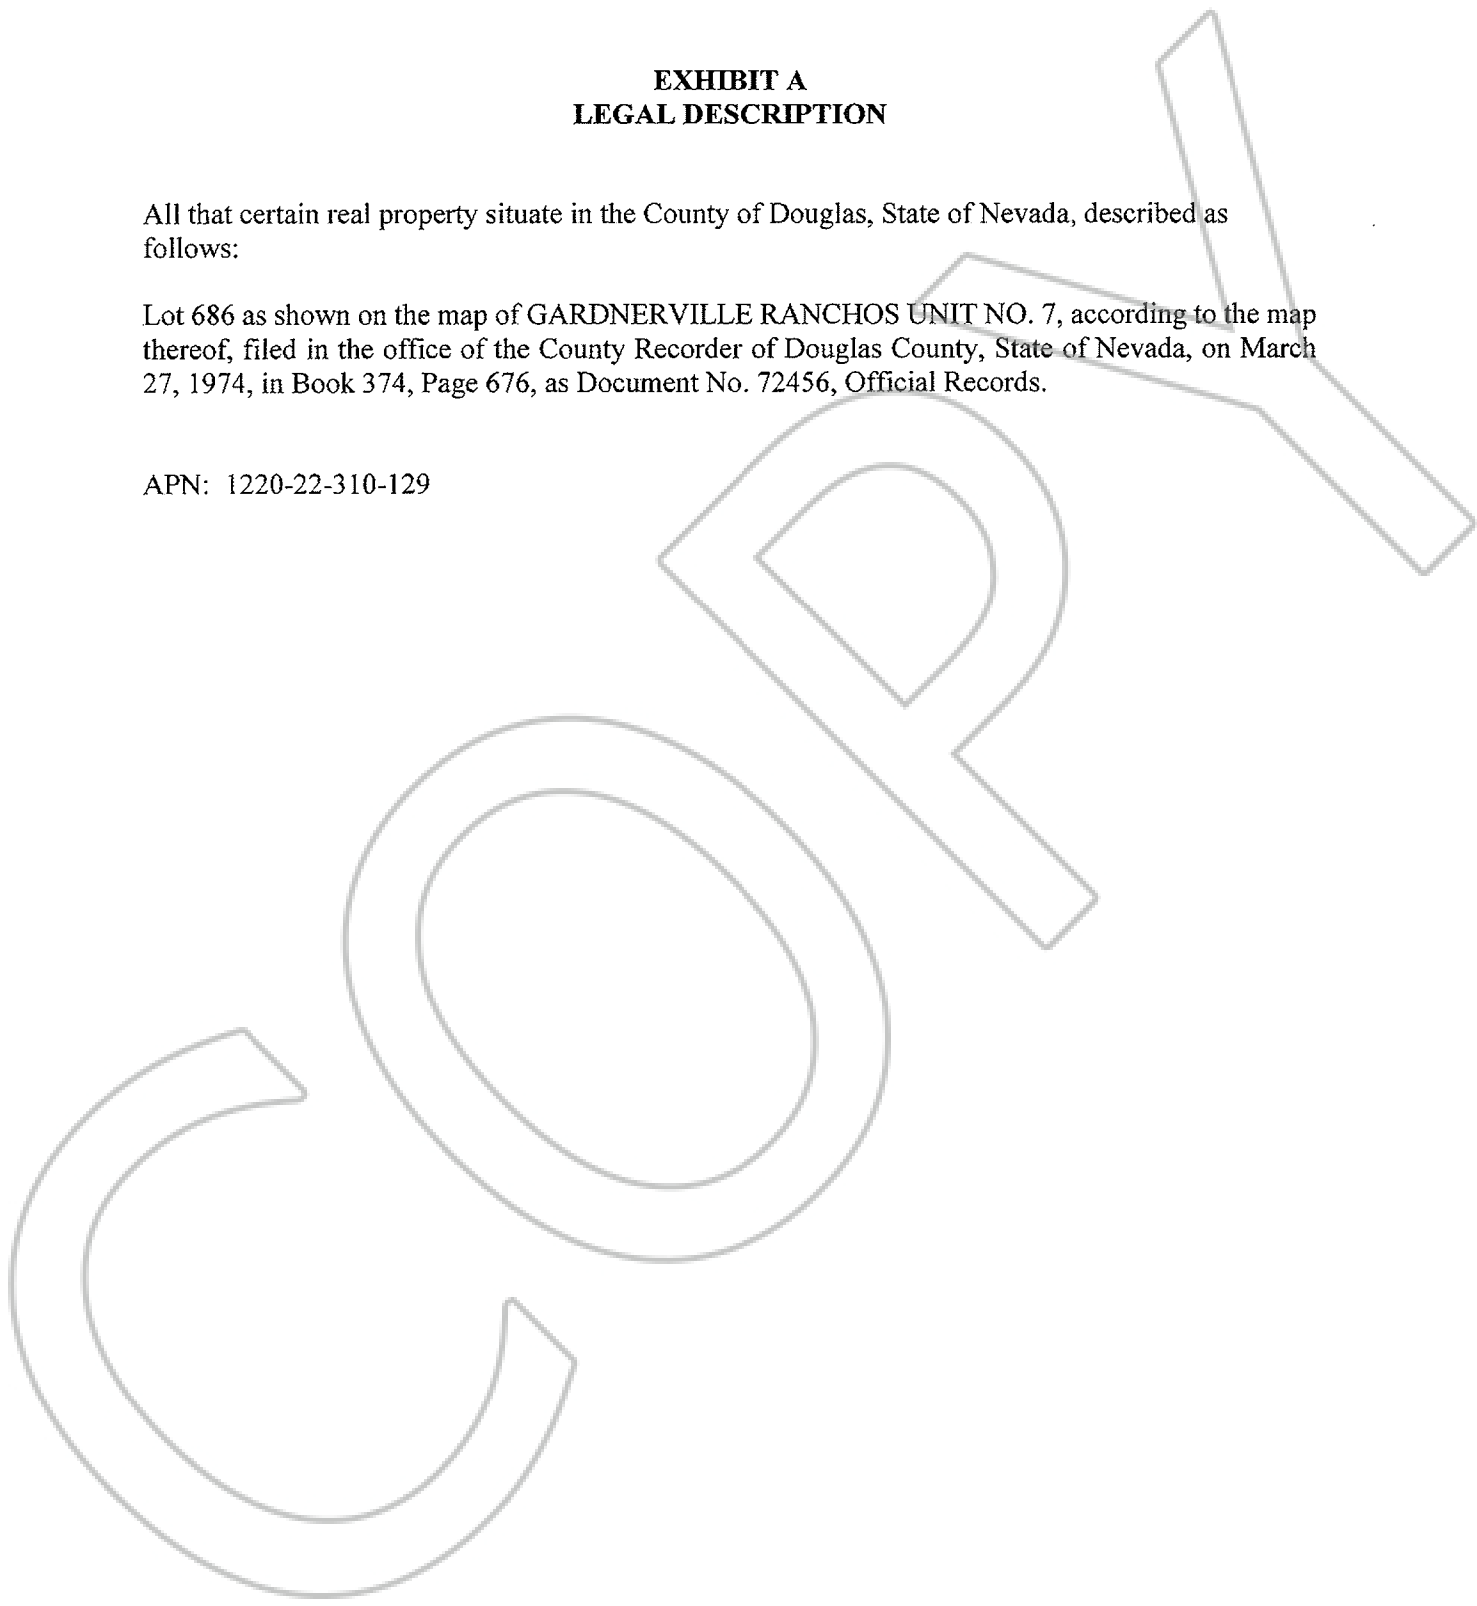 EXHIBIT A
LEGAL DESCRIPTION
All that certain real property situate in the County of Douglas, State of Nevada, described as
follows:
Lot 686 as shown on the map of GARDNERVILLE RANCHOS UNIT NO. 7, according to the map
thereof, filed in the office of the County Recorder of Douglas County, State of Nevada, on March
27, 1974, in Book 374, Page 676, as Document No. 72456, Official Records.
APN: 1220-22-310-129
COPY